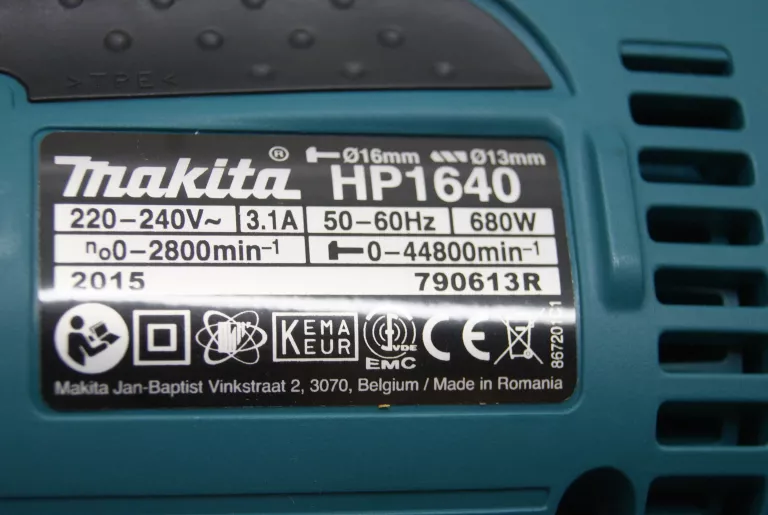 >TPE<
makita® Ø16mm Ø13mm
HP1640
220-240V~ 3.1A 50-60Hz 680W
n₀0-2800min⁻¹ 0-44800min⁻¹
2015 790613R
KEMA
KEUR
VDE
EMC
CE
Makita Jan-Baptist Vinkstraat 2, 3070, Belgium / Made in Romania